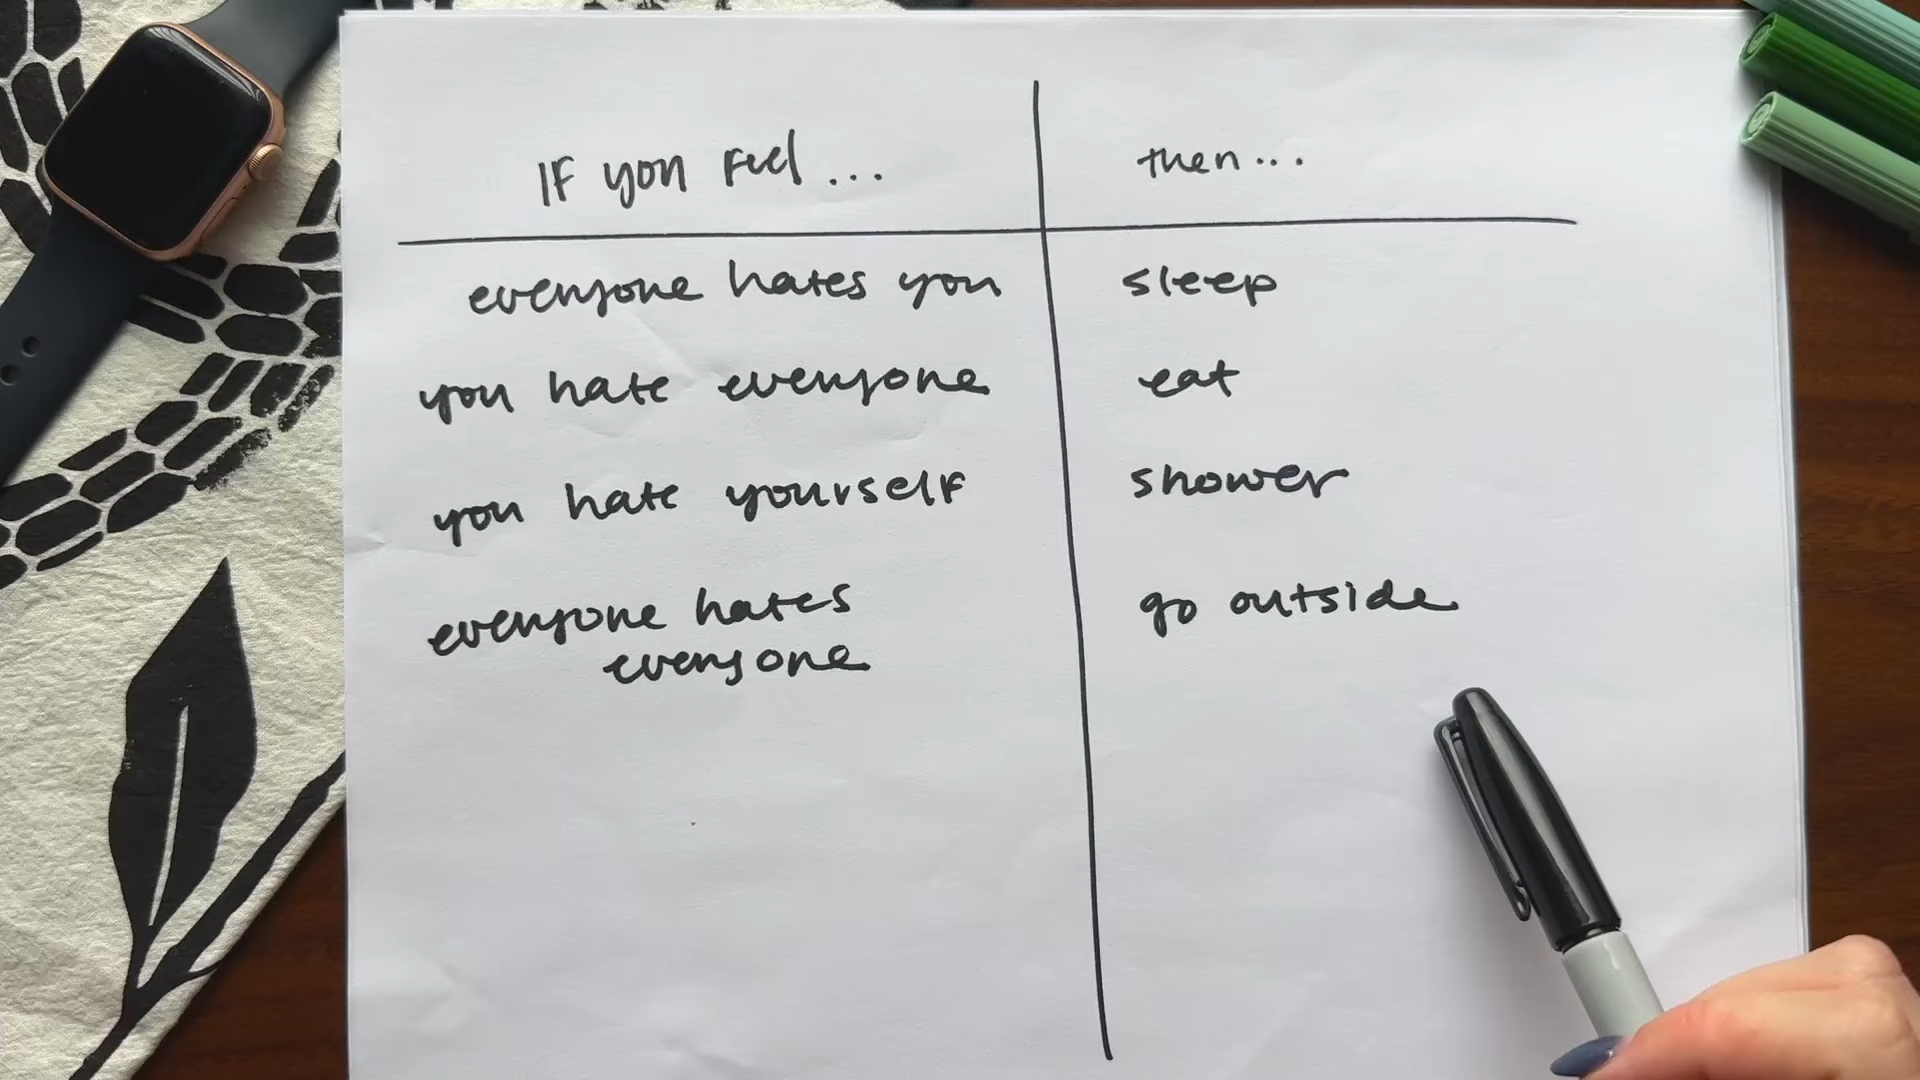 IF you feel...
then...
everyone hates you
sleep
you hate everyone
eat
you hate yourself
shower
everyone hates
everyone
go outside